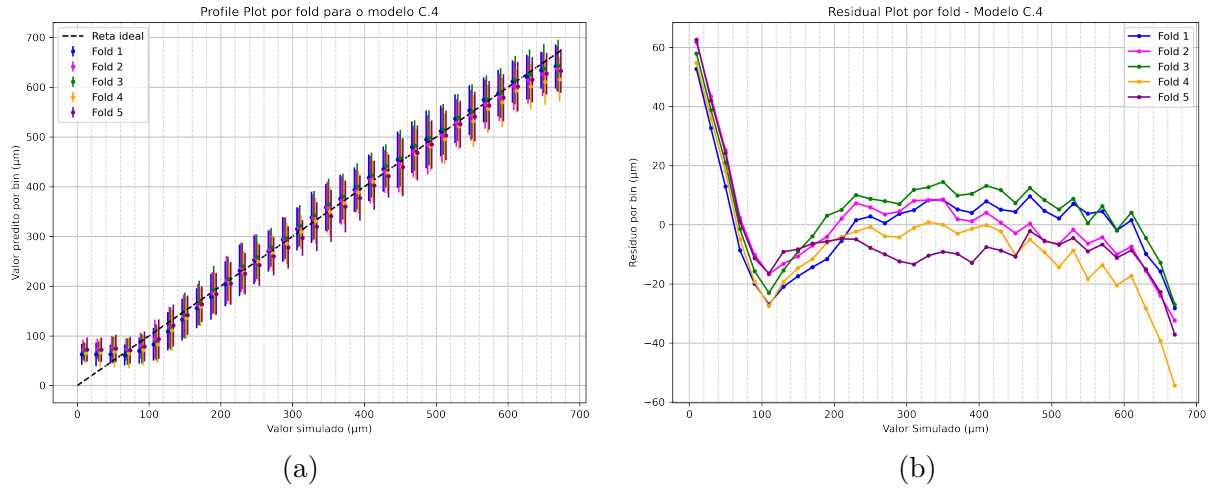 Profile Plot por fold para o modelo C.4
Valor predito por bin (μm)
700
600
500
400
300
200
100
0
Reta ideal
Fold 1
Fold 2
Fold 3
Fold 4
Fold 5
0 100 200 300 400 500 600 700
Valor simulado (μm)
(a)
Residual Plot por fold - Modelo C.4
Residuo por bin (μm)
60
40
20
0
−20
−40
−60
Fold 1
Fold 2
Fold 3
Fold 4
Fold 5
0 100 200 300 400 500 600 700
Valor Simulado (μm)
(b)